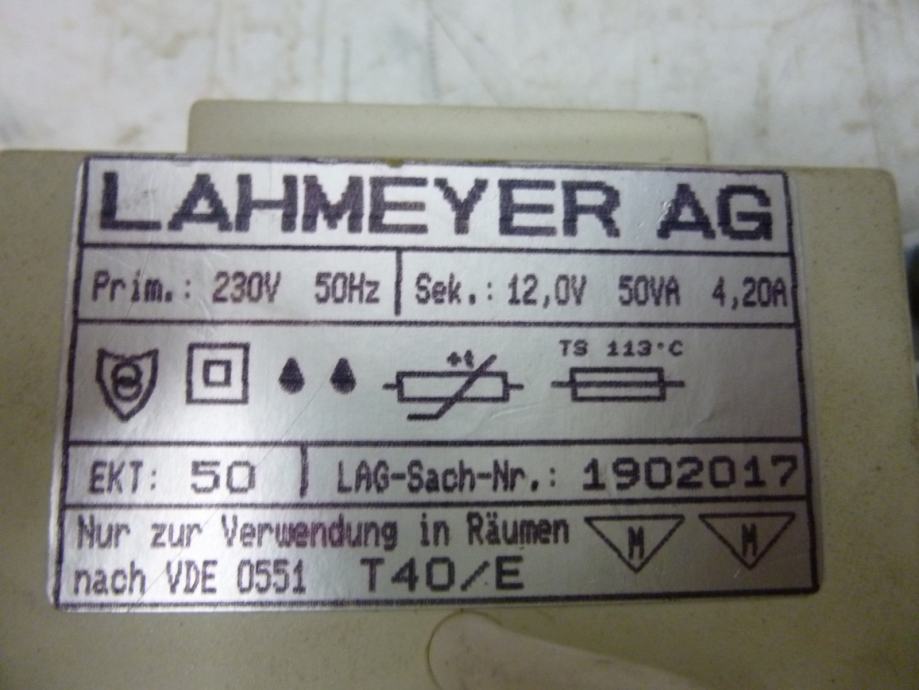 LAHMEYER AG
Prim.: 230V 50Hz Sek.: 12,0V 50VA 4,20A
TS 113°C
+t
EKT: 50 LAG-Sach-Nr.: 1902017
Nur zur Verwendung in Räumen M M
nach VDE 0551 T40/E